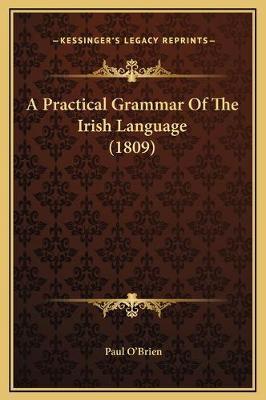 KESSINGER'S LEGACY REPRINTS
A Practical Grammar Of The
Irish Language
(1809)
Paul O'Brien